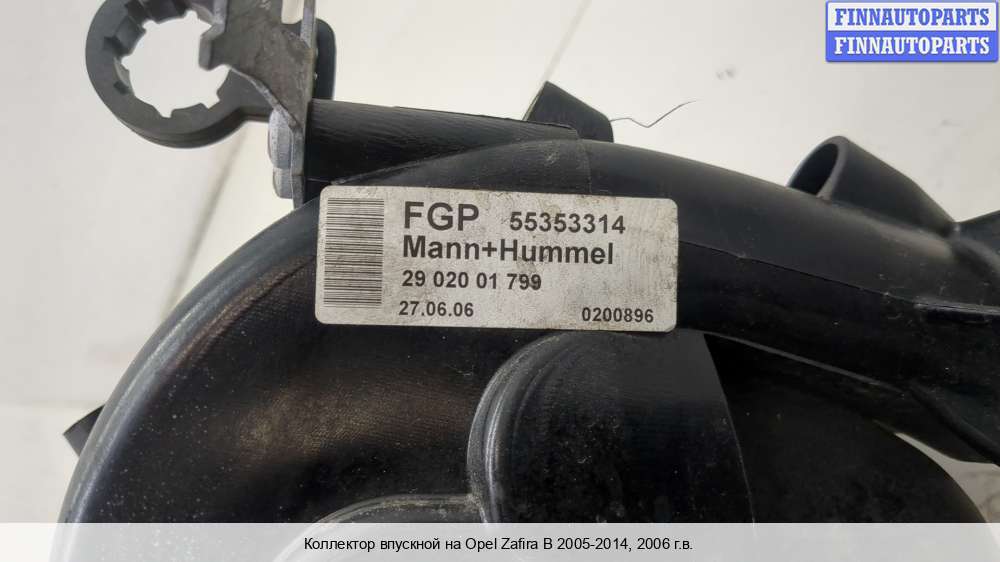 FINNAUTOPARTS
FINNAUTOPARTS
FGP 55353314
Mann+Hummel
29 020 01 799
27.06.06 0200896
Коллектор впускной на Opel Zafira B 2005-2014, 2006 г.в.